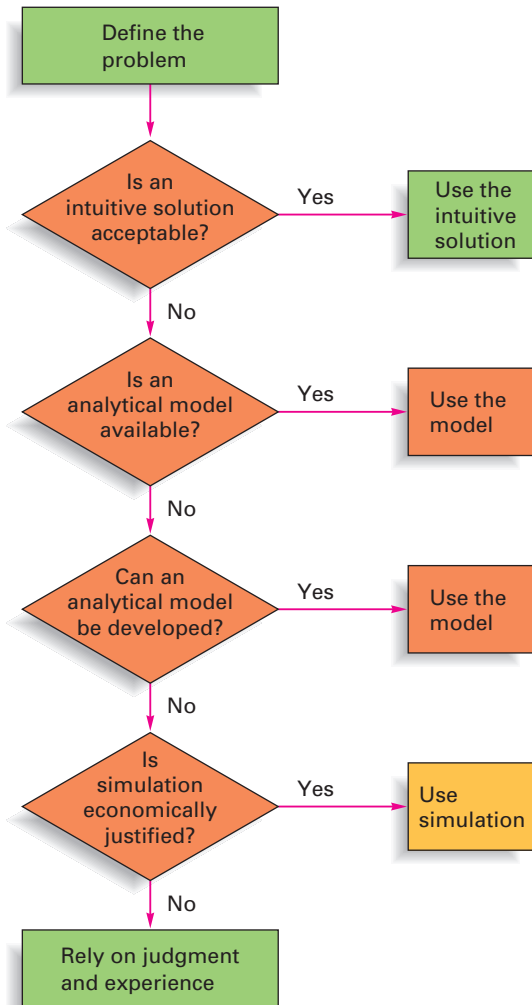 Define the
problem
Is an
intuitive solution
acceptable?
Yes
Use the
intuitive
solution
No
Is an
analytical model
available?
Yes
Use the
model
No
Can an
analytical model
be developed?
Yes
Use the
model
No
Is
simulation
economically
justified?
Yes
Use
simulation
No
Rely on judgment
and experience